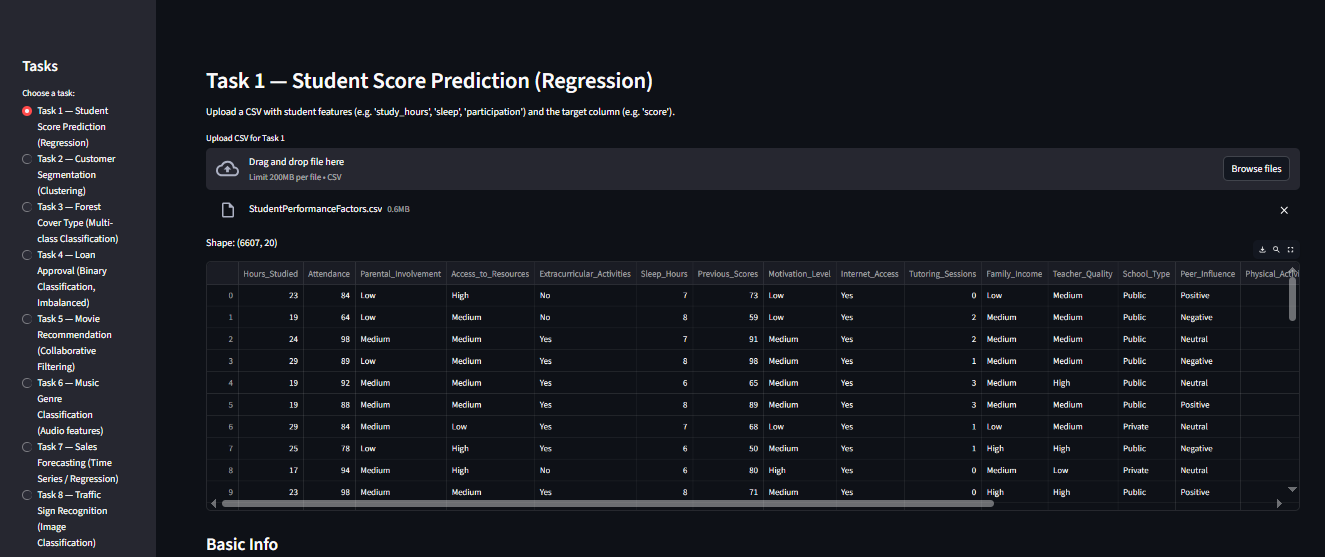 Tasks
Choose a task:
Task 1 — Student
Score Prediction
(Regression)
Task 2 — Customer
Segmentation
(Clustering)
Task 3 — Forest
Cover Type (Multi-
class Classification)
Task 4 — Loan
Approval (Binary
Classification,
Imbalanced)
Task 5 — Movie
Recommendation
(Collaborative
Filtering)
Task 6 — Music
Genre
Classification
(Audio features)
Task 7 — Sales
Forecasting (Time
Series / Regression)
Task 8 — Traffic
Sign Recognition
(Image
Classification)
Task 1 — Student Score Prediction (Regression)
Upload a CSV with student features (e.g. 'study_hours', 'sleep', 'participation') and the target column (e.g. 'score').
Upload CSV for Task 1
Drag and drop file here
Limit 200MB per file • CSV
Browse files
StudentPerformanceFactors.csv 0.6MB
Shape: (6607, 20)
Hours_Studied Attendance Parental_Involvement Access_to_Resources Extracurricular_Activities Sleep_Hours Previous_Scores Motivation_Level Internet_Access Tutoring_Sessions Family_Income Teacher_Quality School_Type Peer_Influence Physical_Activi
0 23 84 Low High No 7 73 Low Yes 0 Low Medium Public Positive
1 19 64 Low Medium No 8 59 Low Yes 2 Medium Medium Public Negative
2 24 98 Medium Medium Yes 7 91 Medium Yes 2 Medium Medium Public Neutral
3 29 89 Low Medium Yes 8 98 Medium Yes 1 Medium Medium Public Negative
4 19 92 Medium Medium Yes 6 65 Medium Yes 3 Medium High Public Neutral
5 19 88 Medium Medium Yes 8 89 Medium Yes 3 Medium Medium Public Positive
6 29 84 Medium Low Yes 7 68 Low Yes 1 Low Medium Private Neutral
7 25 78 Low High Yes 6 50 Medium Yes 1 High High Public Negative
8 17 94 Medium High No 6 80 High Yes 0 Medium Low Private Neutral
9 23 98 Medium Medium Yes 8 71 Medium Yes 0 High High Public Positive
Basic Info